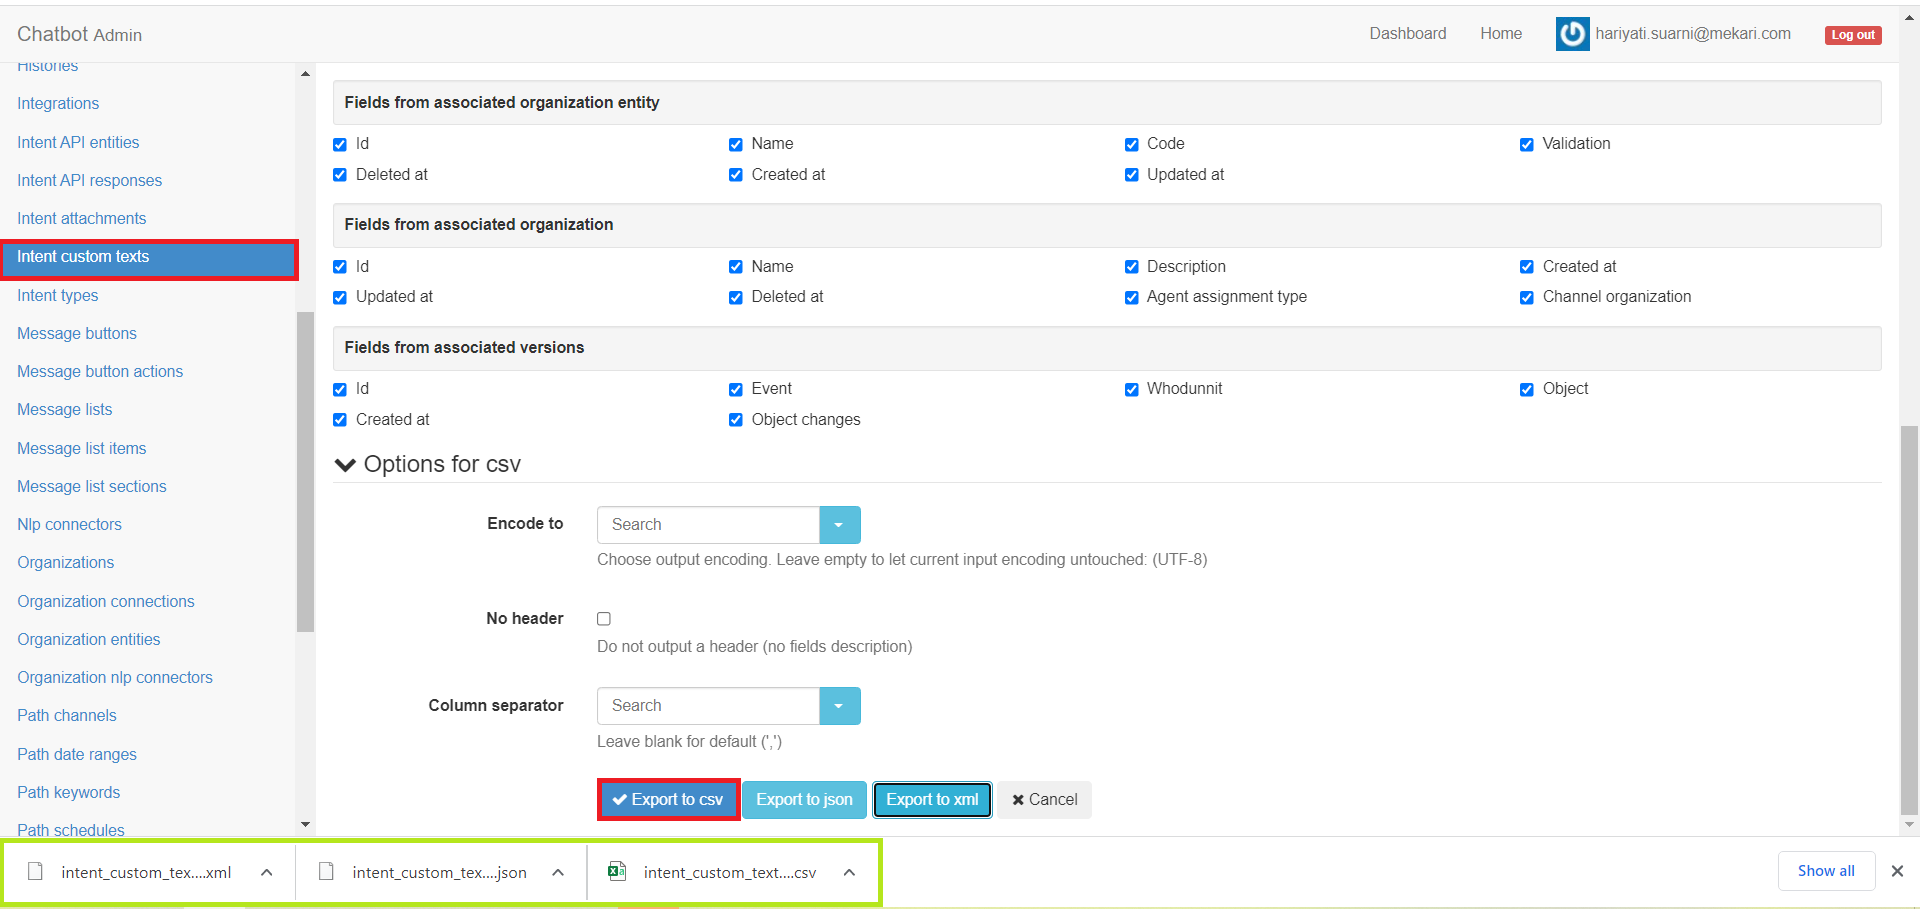 Chatbot Admin
Dashboard
Home
hariyati.suarni@mekari.com
Log out
Histories
Integrations
Intent API entities
Intent API responses
Intent attachments
Intent custom texts
Intent types
Message buttons
Message button actions
Message lists
Message list items
Message list sections
Nlp connectors
Organizations
Organization connections
Organization entities
Organization nlp connectors
Path channels
Path date ranges
Path keywords
Path schedules
Fields from associated organization entity
Id
Name
Code
Validation
Deleted at
Created at
Updated at
Fields from associated organization
Id
Name
Description
Created at
Updated at
Deleted at
Agent assignment type
Channel organization
Fields from associated versions
Id
Event
Whodunnit
Object
Created at
Object changes
Options for csv
Encode to
Search
Choose output encoding. Leave empty to let current input encoding untouched: (UTF-8)
No header
Do not output a header (no fields description)
Column separator
Search
Leave blank for default (',')
Export to csv
Export to json
Export to xml
Cancel
intent_custom_tex....xml
intent_custom_tex....json
intent_custom_text....csv
Show all